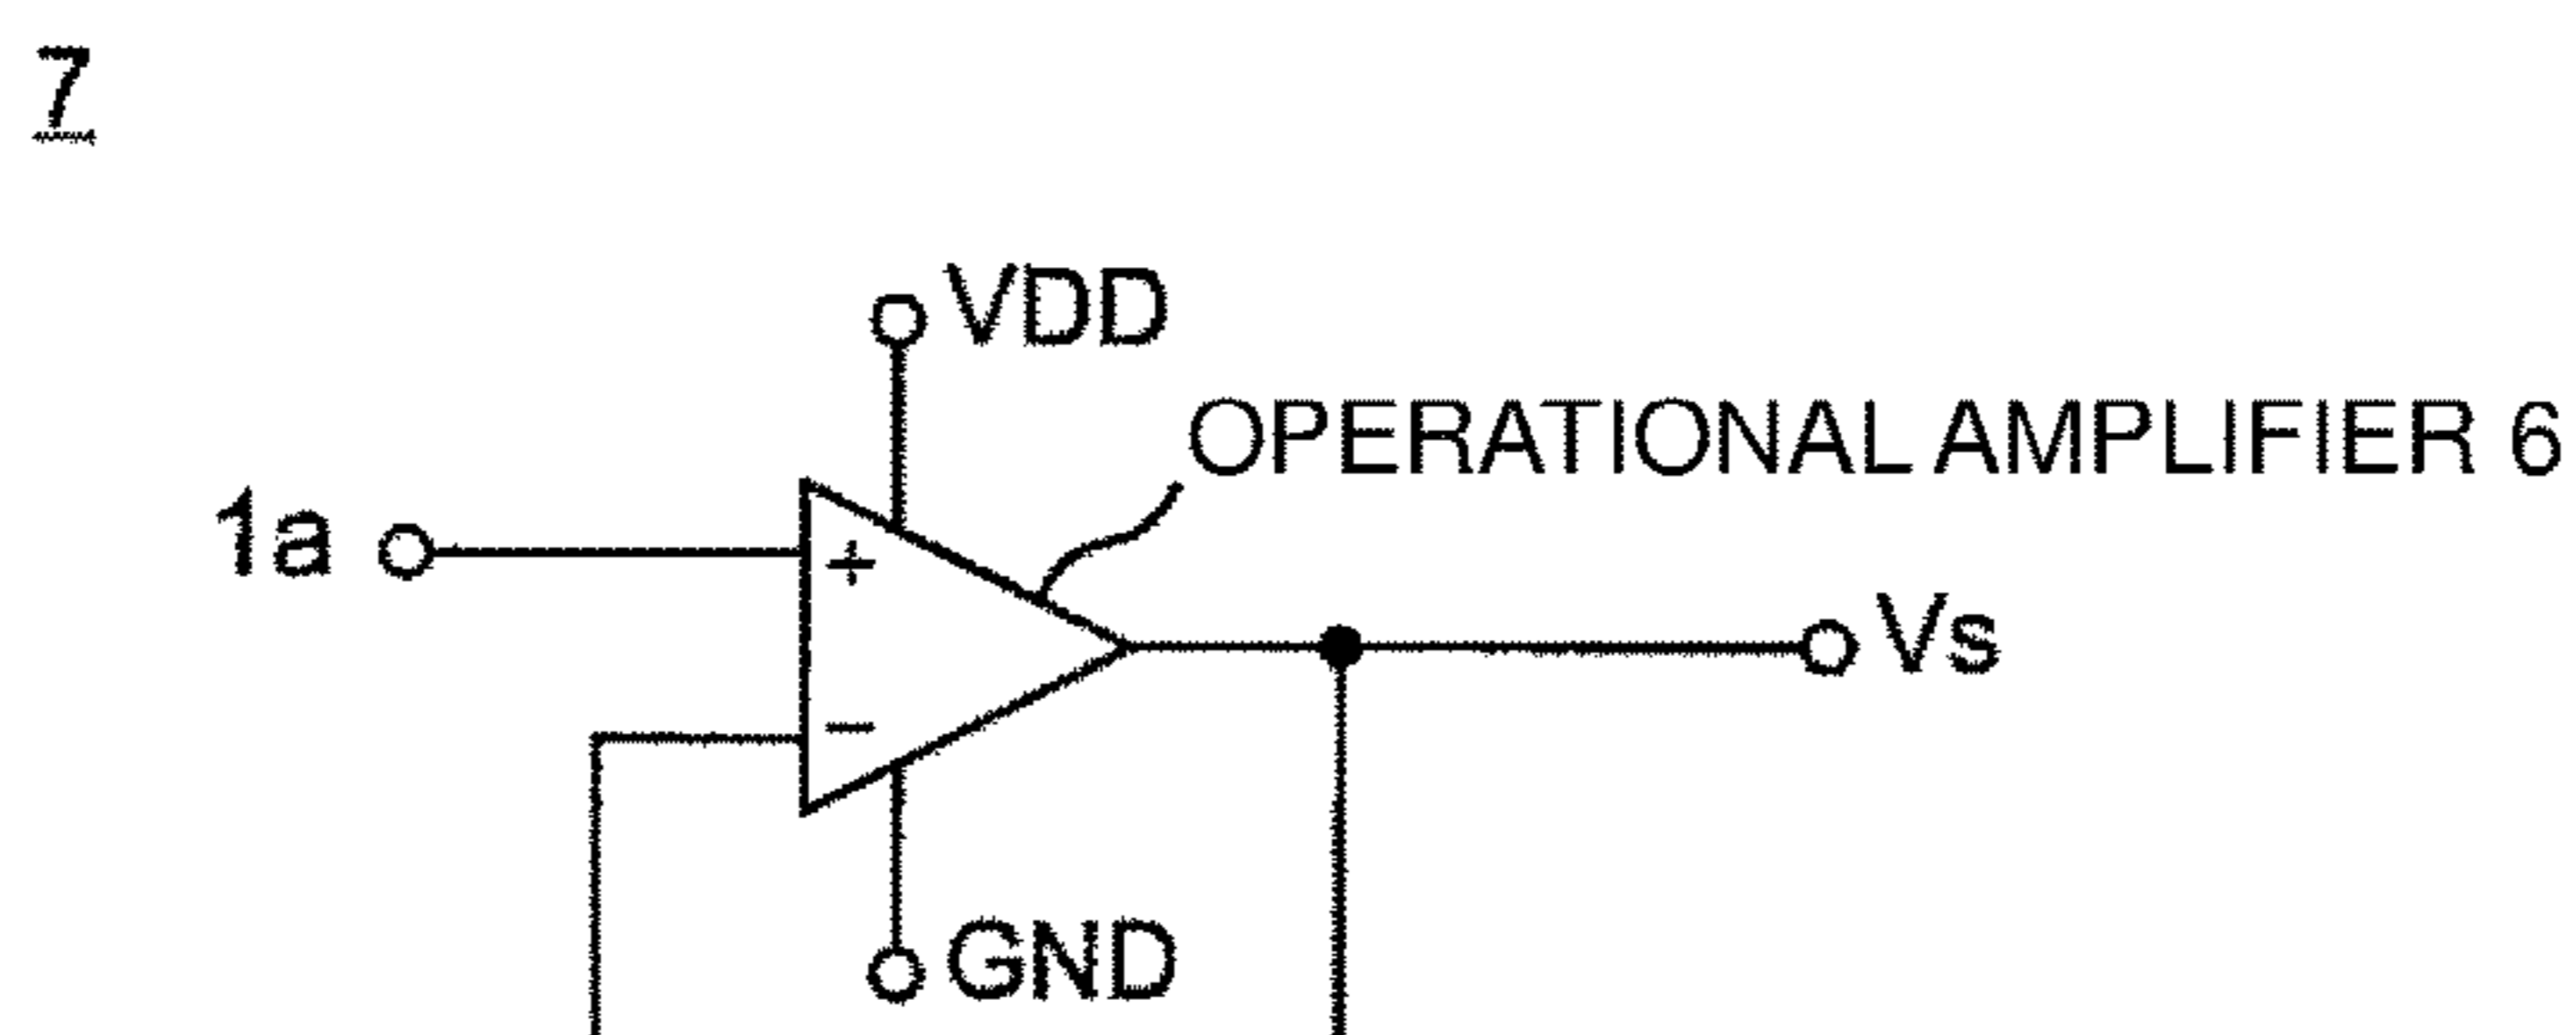 7
VDD
OPERATIONAL AMPLIFIER 6
1a
+
Vs
−
GND